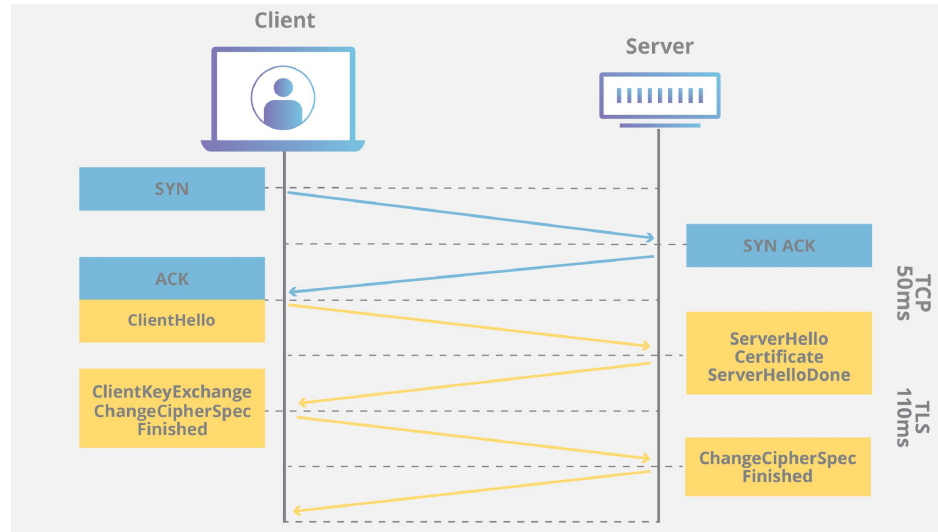 Client
Server
SYN
SYN ACK
ACK
ClientHello
TCP
50ms
ServerHello
Certificate
ServerHelloDone
ClientKeyExchange
ChangeCipherSpec
Finished
TLS
110ms
ChangeCipherSpec
Finished